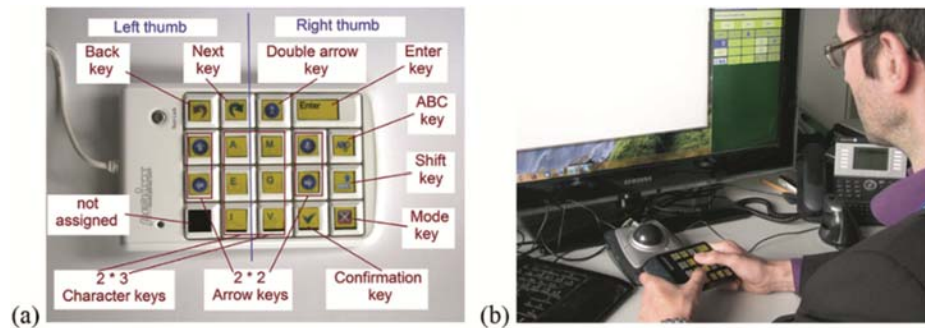 Left thumb
Right thumb
Back
key
Next
key
Double arrow
key
Enter
key
Enter
ABC
key
A
M
Shift
key
E
not
assigned
Mode
key
I
V
2 * 3
Character keys
2 * 2
Arrow keys
Confirmation
key
(a)
SAMSUNG
(b)